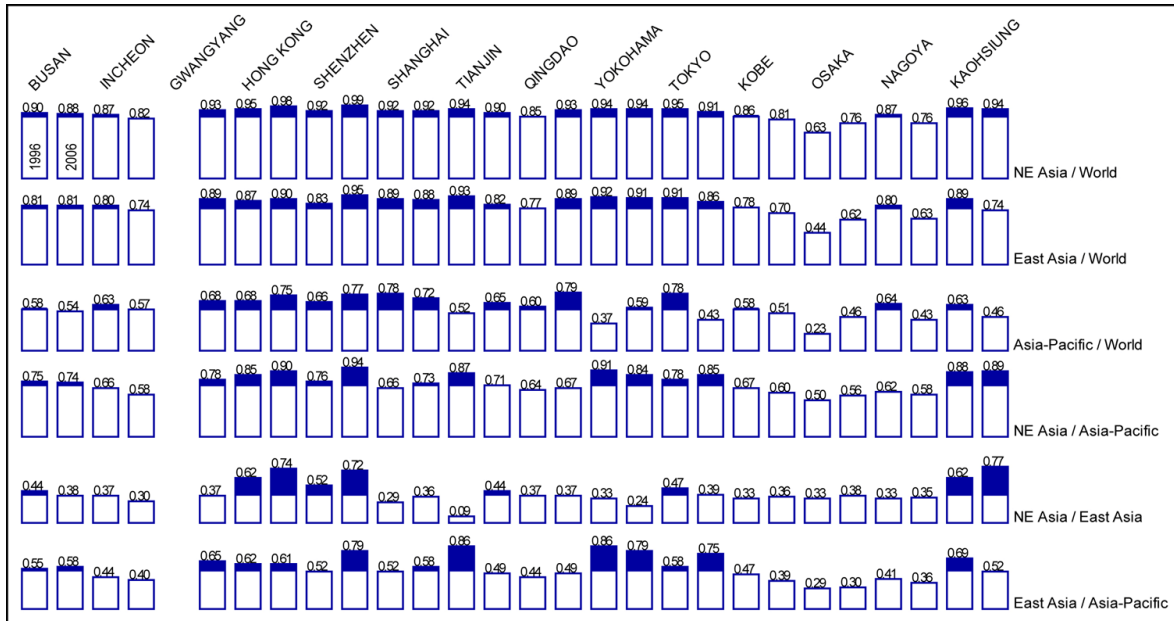 BUSAN INCHEON GWANGYANG HONG KONG SHENZHEN SHANGHAI TIANJIN QINGDAO YOKOHAMA TOKYO KOBE OSAKA NAGOYA KAOHSIUNG
0.90 0.88 0.87 0.82 0.93 0.95 0.98 0.92 0.99 0.92 0.92 0.94 0.90 0.85 0.93 0.94 0.94 0.95 0.91 0.86 0.81 0.63 0.76 0.87 0.76 0.96 0.94
1996 2006
NE Asia / World
0.81 0.81 0.80 0.74 0.89 0.87 0.90 0.83 0.95 0.89 0.88 0.93 0.82 0.77 0.89 0.92 0.91 0.91 0.86 0.78 0.70 0.44 0.62 0.80 0.63 0.89 0.74
East Asia / World
0.58 0.54 0.63 0.57 0.68 0.68 0.75 0.66 0.77 0.78 0.72 0.52 0.65 0.60 0.79 0.37 0.59 0.78 0.43 0.58 0.51 0.23 0.46 0.64 0.43 0.63 0.46
Asia-Pacific / World
0.75 0.74 0.66 0.58 0.78 0.85 0.90 0.76 0.94 0.66 0.73 0.87 0.71 0.64 0.67 0.91 0.84 0.78 0.85 0.67 0.60 0.50 0.56 0.62 0.58 0.88 0.89
NE Asia / Asia-Pacific
0.44 0.38 0.37 0.30 0.37 0.62 0.74 0.52 0.72 0.29 0.36 0.09 0.44 0.37 0.37 0.33 0.24 0.47 0.39 0.33 0.36 0.33 0.38 0.33 0.35 0.62 0.77
NE Asia / East Asia
0.55 0.58 0.44 0.40 0.65 0.62 0.61 0.52 0.79 0.52 0.58 0.86 0.49 0.44 0.49 0.86 0.79 0.58 0.75 0.47 0.39 0.29 0.30 0.41 0.36 0.69 0.52
East Asia / Asia-Pacific